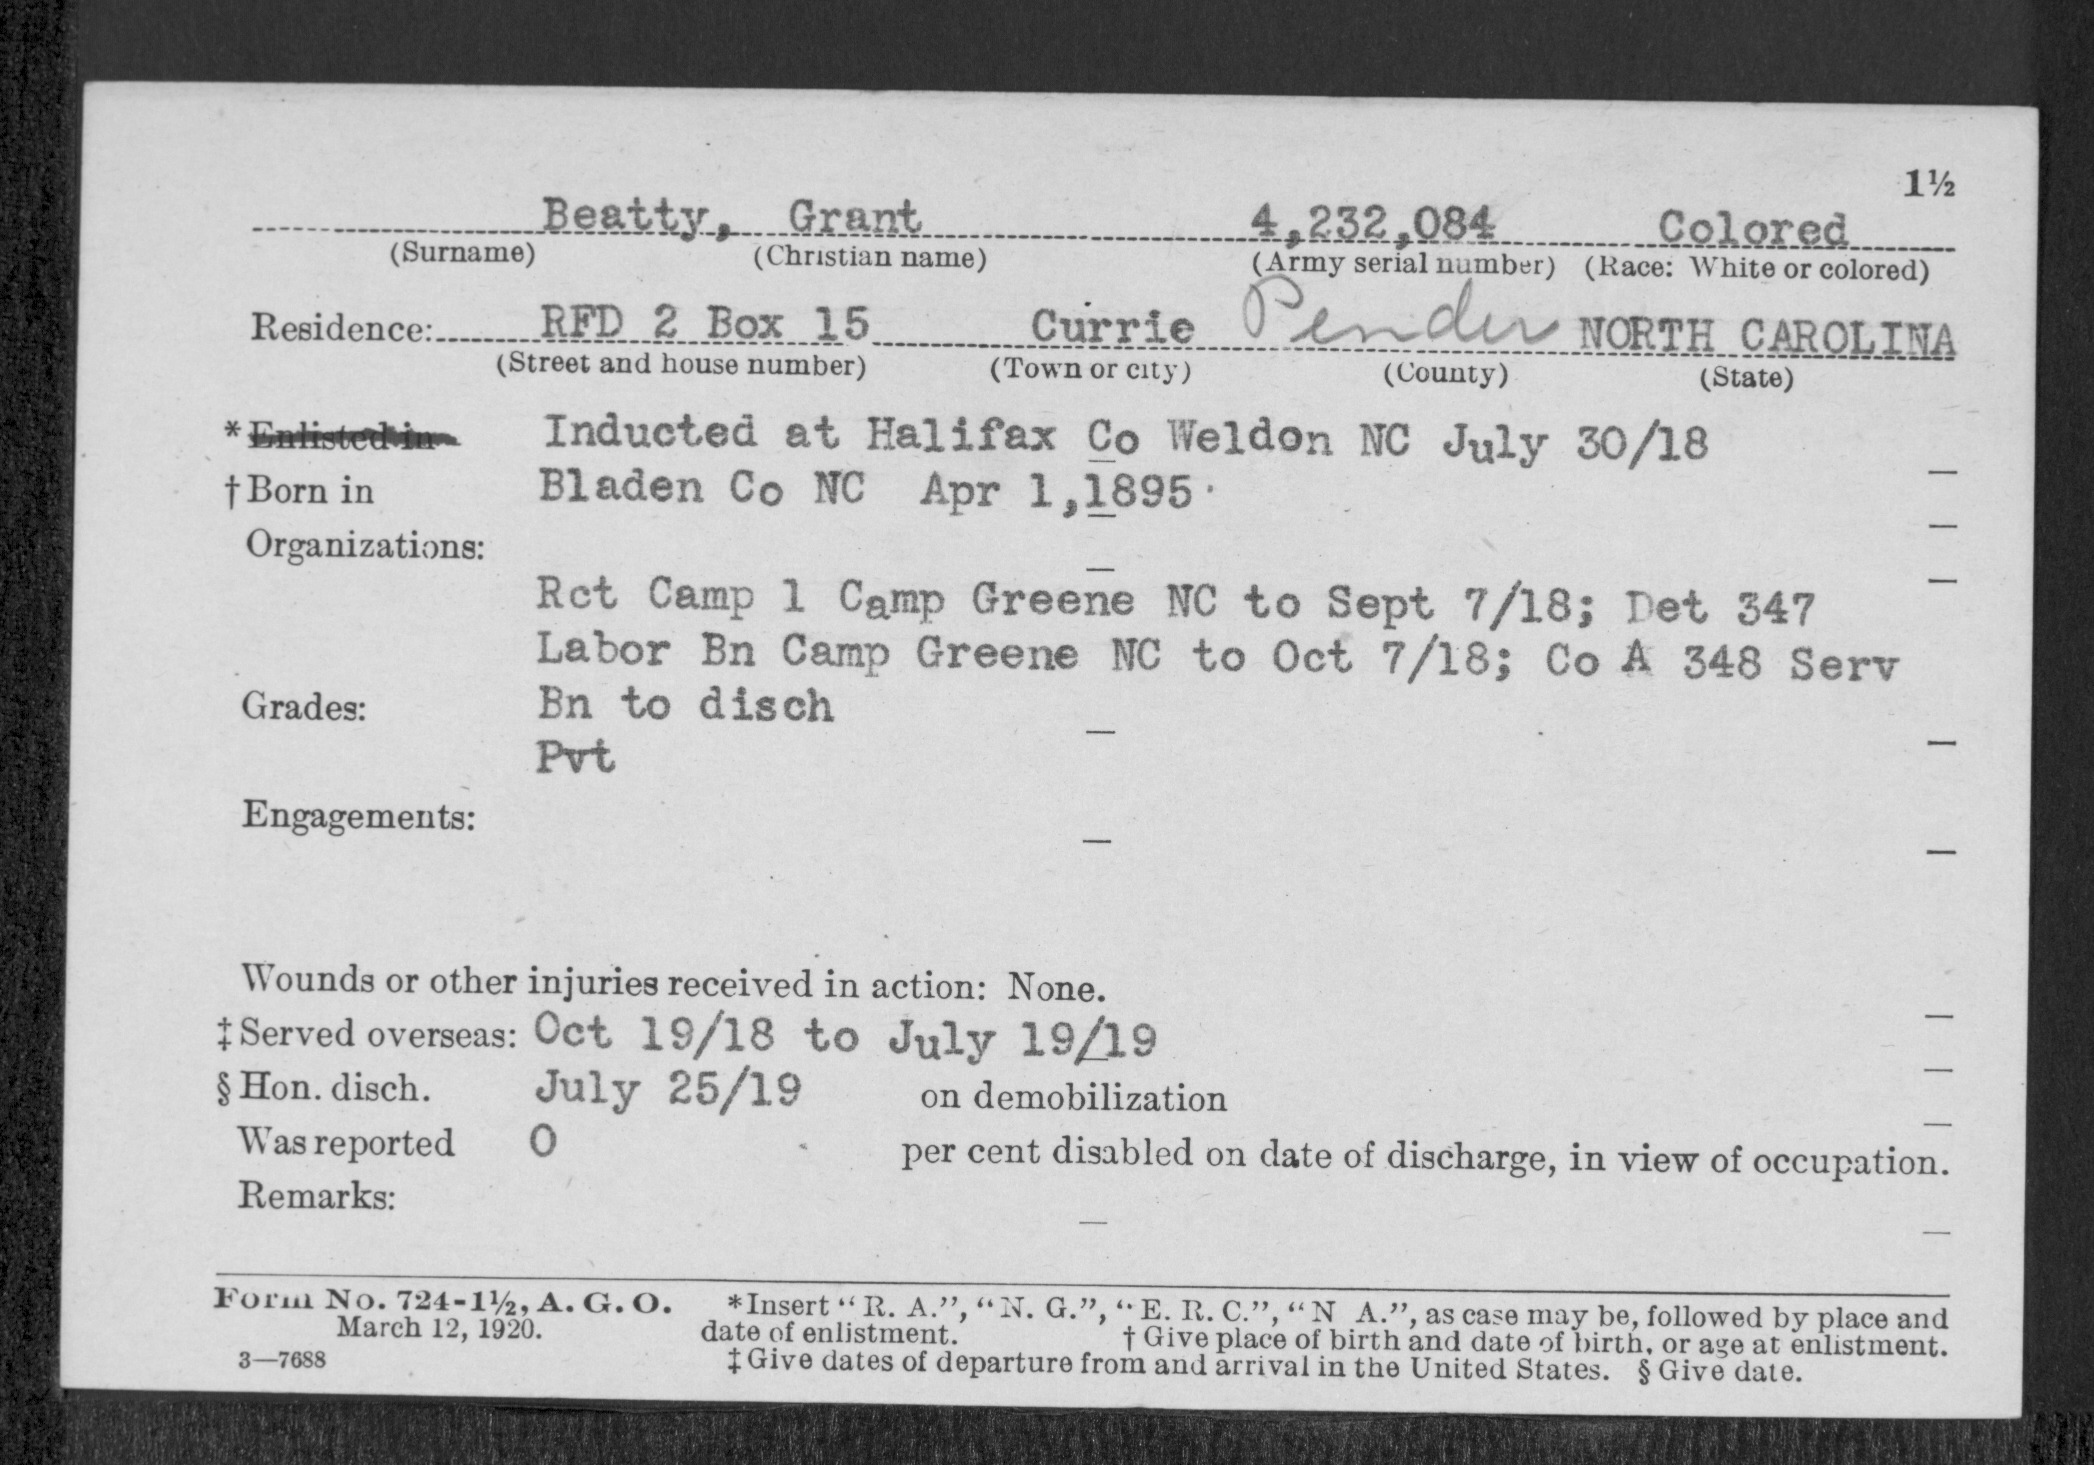 1½
Beatty, Grant 4,232,084 Colored
(Surname) (Christian name) (Army serial number) (Race: White or colored)
Residence: RFD 2 Box 15 Currie Pender NORTH CAROLINA
(Street and house number) (Town or city) (County) (State)
*Enlisted in Inducted at Halifax Co Weldon NC July 30/18
†Born in Bladen Co NC Apr 1,1895
Organizations:
Rct Camp 1 Camp Greene NC to Sept 7/18; Det 347
Labor Bn Camp Greene NC to Oct 7/18; Co A 348 Serv
Grades: Bn to disch
Pvt
Engagements:
Wounds or other injuries received in action: None.
‡Served overseas: Oct 19/18 to July 19/19
§Hon. disch. July 25/19 on demobilization
Was reported 0 per cent disabled on date of discharge, in view of occupation.
Remarks:
Form No. 724-1½, A. G. O. *Insert "R. A.", "N. G.", "E. R. C.", "N A.", as case may be, followed by place and
March 12, 1920. date of enlistment. †Give place of birth and date of birth, or age at enlistment.
3—7688 ‡Give dates of departure from and arrival in the United States. §Give date.